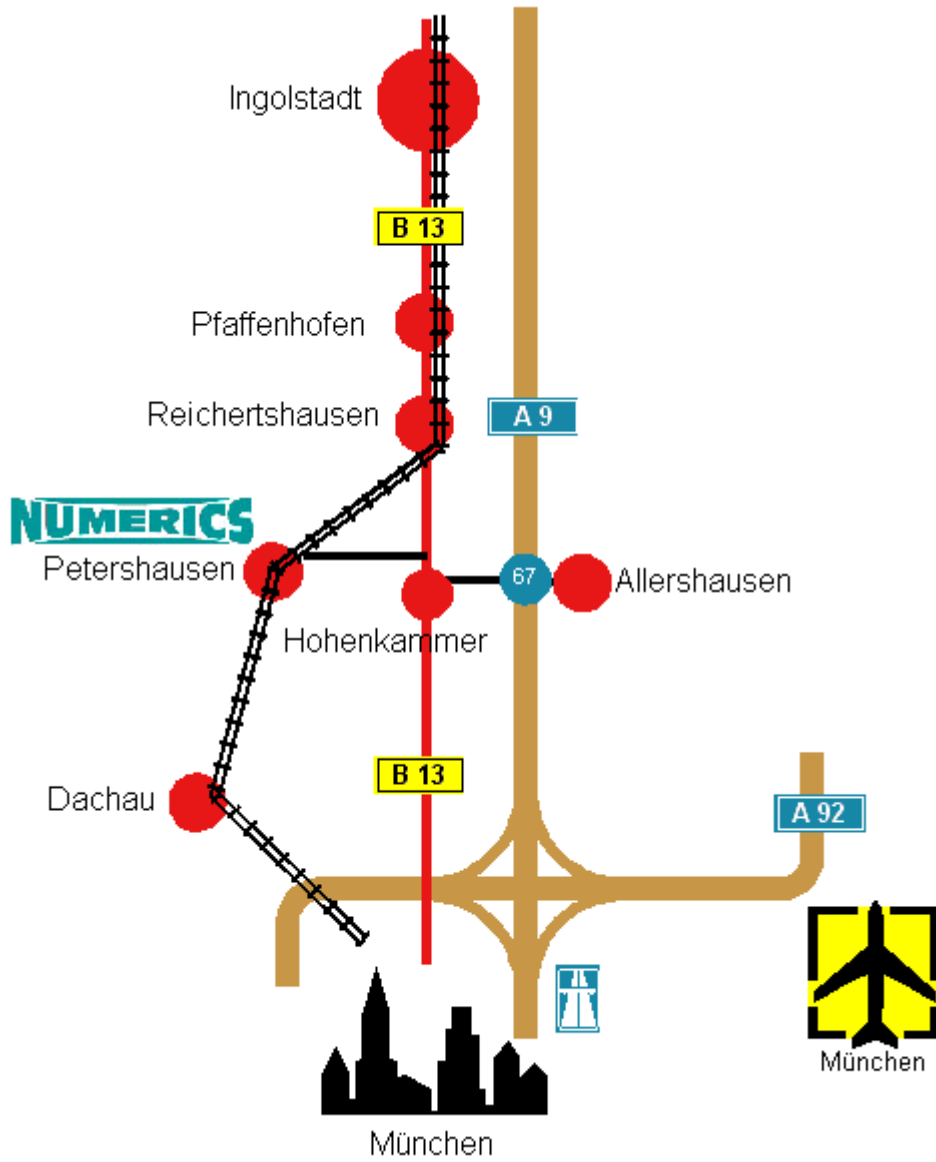 Ingolstadt
B 13
Pfaffenhofen
Reichertshausen
A 9
NUMERICS
Petershausen
67
Allershausen
Hohenkammer
B 13
Dachau
A 92
München
München